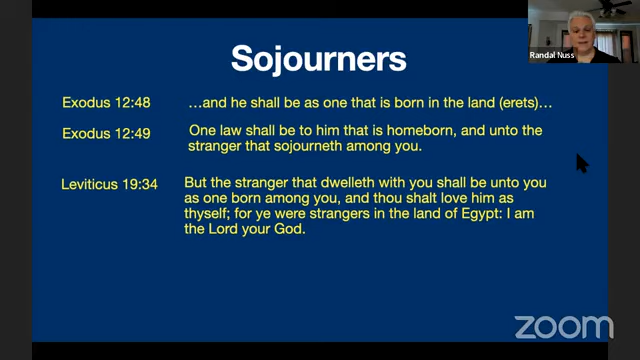 Sojourners
Randal Nuss
Exodus 12:48 …and he shall be as one that is born in the land (erets)…
Exodus 12:49 One law shall be to him that is homeborn, and unto the
stranger that sojourneth among you.
Leviticus 19:34 But the stranger that dwelleth with you shall be unto you
as one born among you, and thou shalt love him as
thyself; for ye were strangers in the land of Egypt: I am
the Lord your God.
zoom